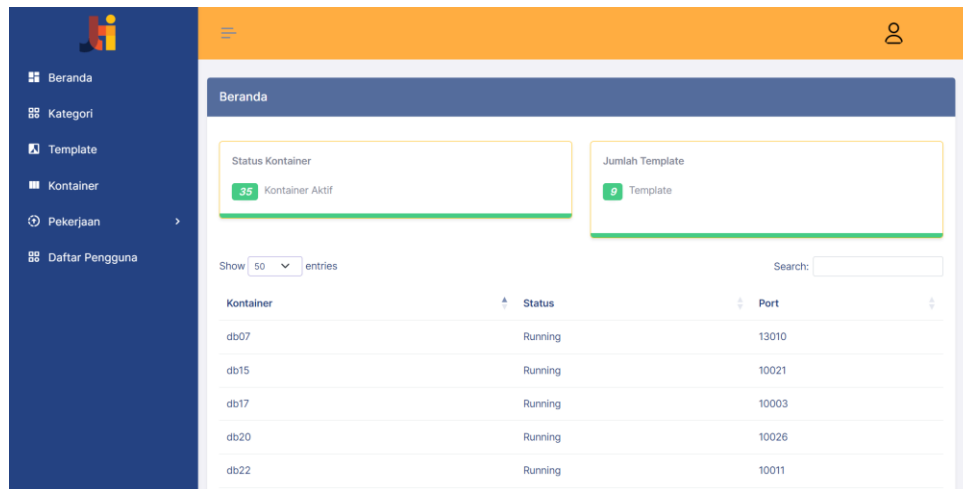 jti
Beranda
Kategori
Template
Kontainer
Pekerjaan
Daftar Pengguna
Beranda
Status Kontainer
35 Kontainer Aktif
Jumlah Template
9 Template
Show 50 entries
Search:
Kontainer Status Port
db07 Running 13010
db15 Running 10021
db17 Running 10003
db20 Running 10026
db22 Running 10011